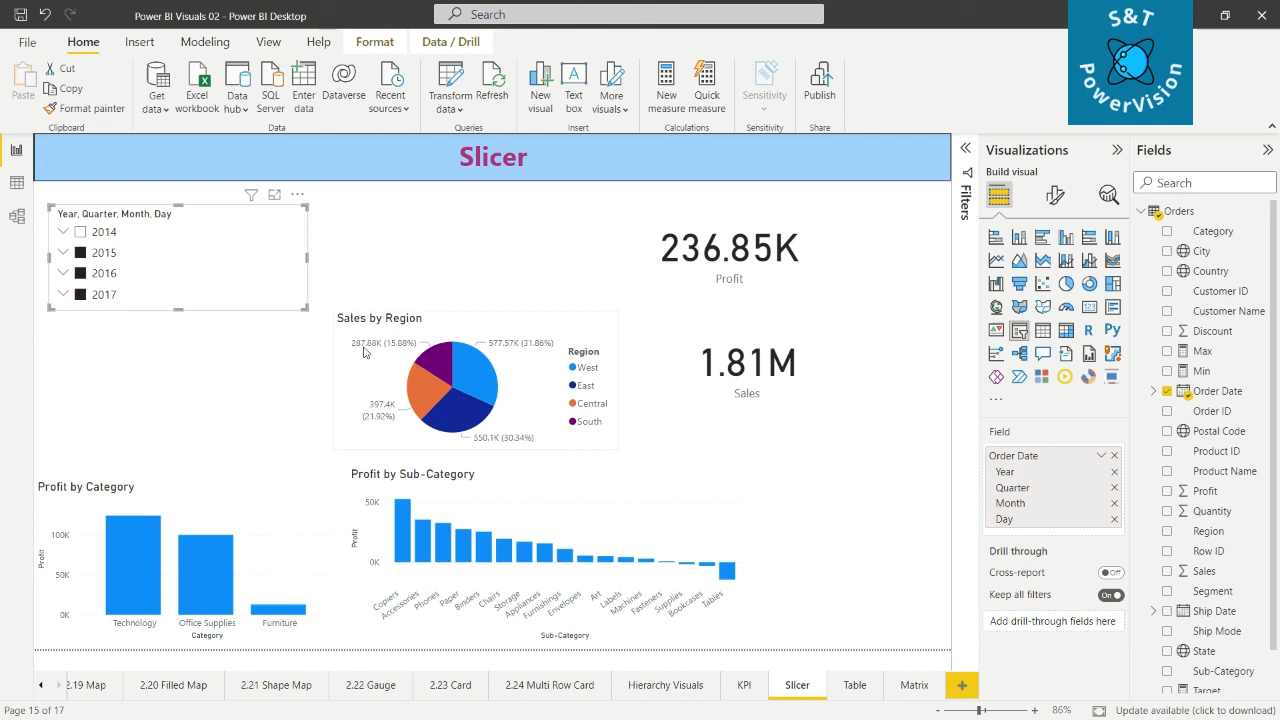 Power BI Visuals 02 - Power BI Desktop
Search
S&T
PowerVision
File
Home
Insert
Modeling
View
Help
Format
Data / Drill
Paste
Cut
Copy
Format painter
Clipboard
Get data
Excel workbook
Data hub
SQL Server
Enter data
Dataverse
Recent sources
Data
Transform data
Refresh
Queries
New visual
Text box
More visuals
Insert
New measure
Quick measure
Calculations
Sensitivity
Sensitivity
Publish
Share
Slicer
Year, Quarter, Month, Day
2014
2015
2016
2017
236.85K
Profit
1.81M
Sales
Sales by Region
287.88K (15.88%)
577.57K (31.86%)
397.4K
(21.92%)
550.1K (30.34%)
Region
West
East
Central
South
Profit by Category
Profit
100K
50K
0K
Technology
Office Supplies
Furniture
Category
Profit by Sub-Category
Profit
50K
0K
Copiers
Accessories
Phones
Paper
Binders
Chairs
Storage
Appliances
Furnishings
Envelopes
Art
Labels
Machines
Fasteners
Supplies
Bookcases
Tables
Sub-Category
Filters
Visualizations
Build visual
R
Py
123
Field
Order Date
Year
Quarter
Month
Day
Drill through
Cross-report
Off
Keep all filters
On
Add drill-through fields here
Fields
Search
Orders
Category
City
Country
Customer ID
Customer Name
Discount
Max
Min
Order Date
Order ID
Postal Code
Product ID
Product Name
Profit
Quantity
Region
Row ID
Sales
Segment
Ship Date
Ship Mode
State
Sub-Category
Target
2.19 Map
2.20 Filled Map
2.21 Shape Map
2.22 Gauge
2.23 Card
2.24 Multi Row Card
Hierarchy Visuals
KPI
Slicer
Table
Matrix
+
Page 15 of 17
- + 86%
Update available (click to download)